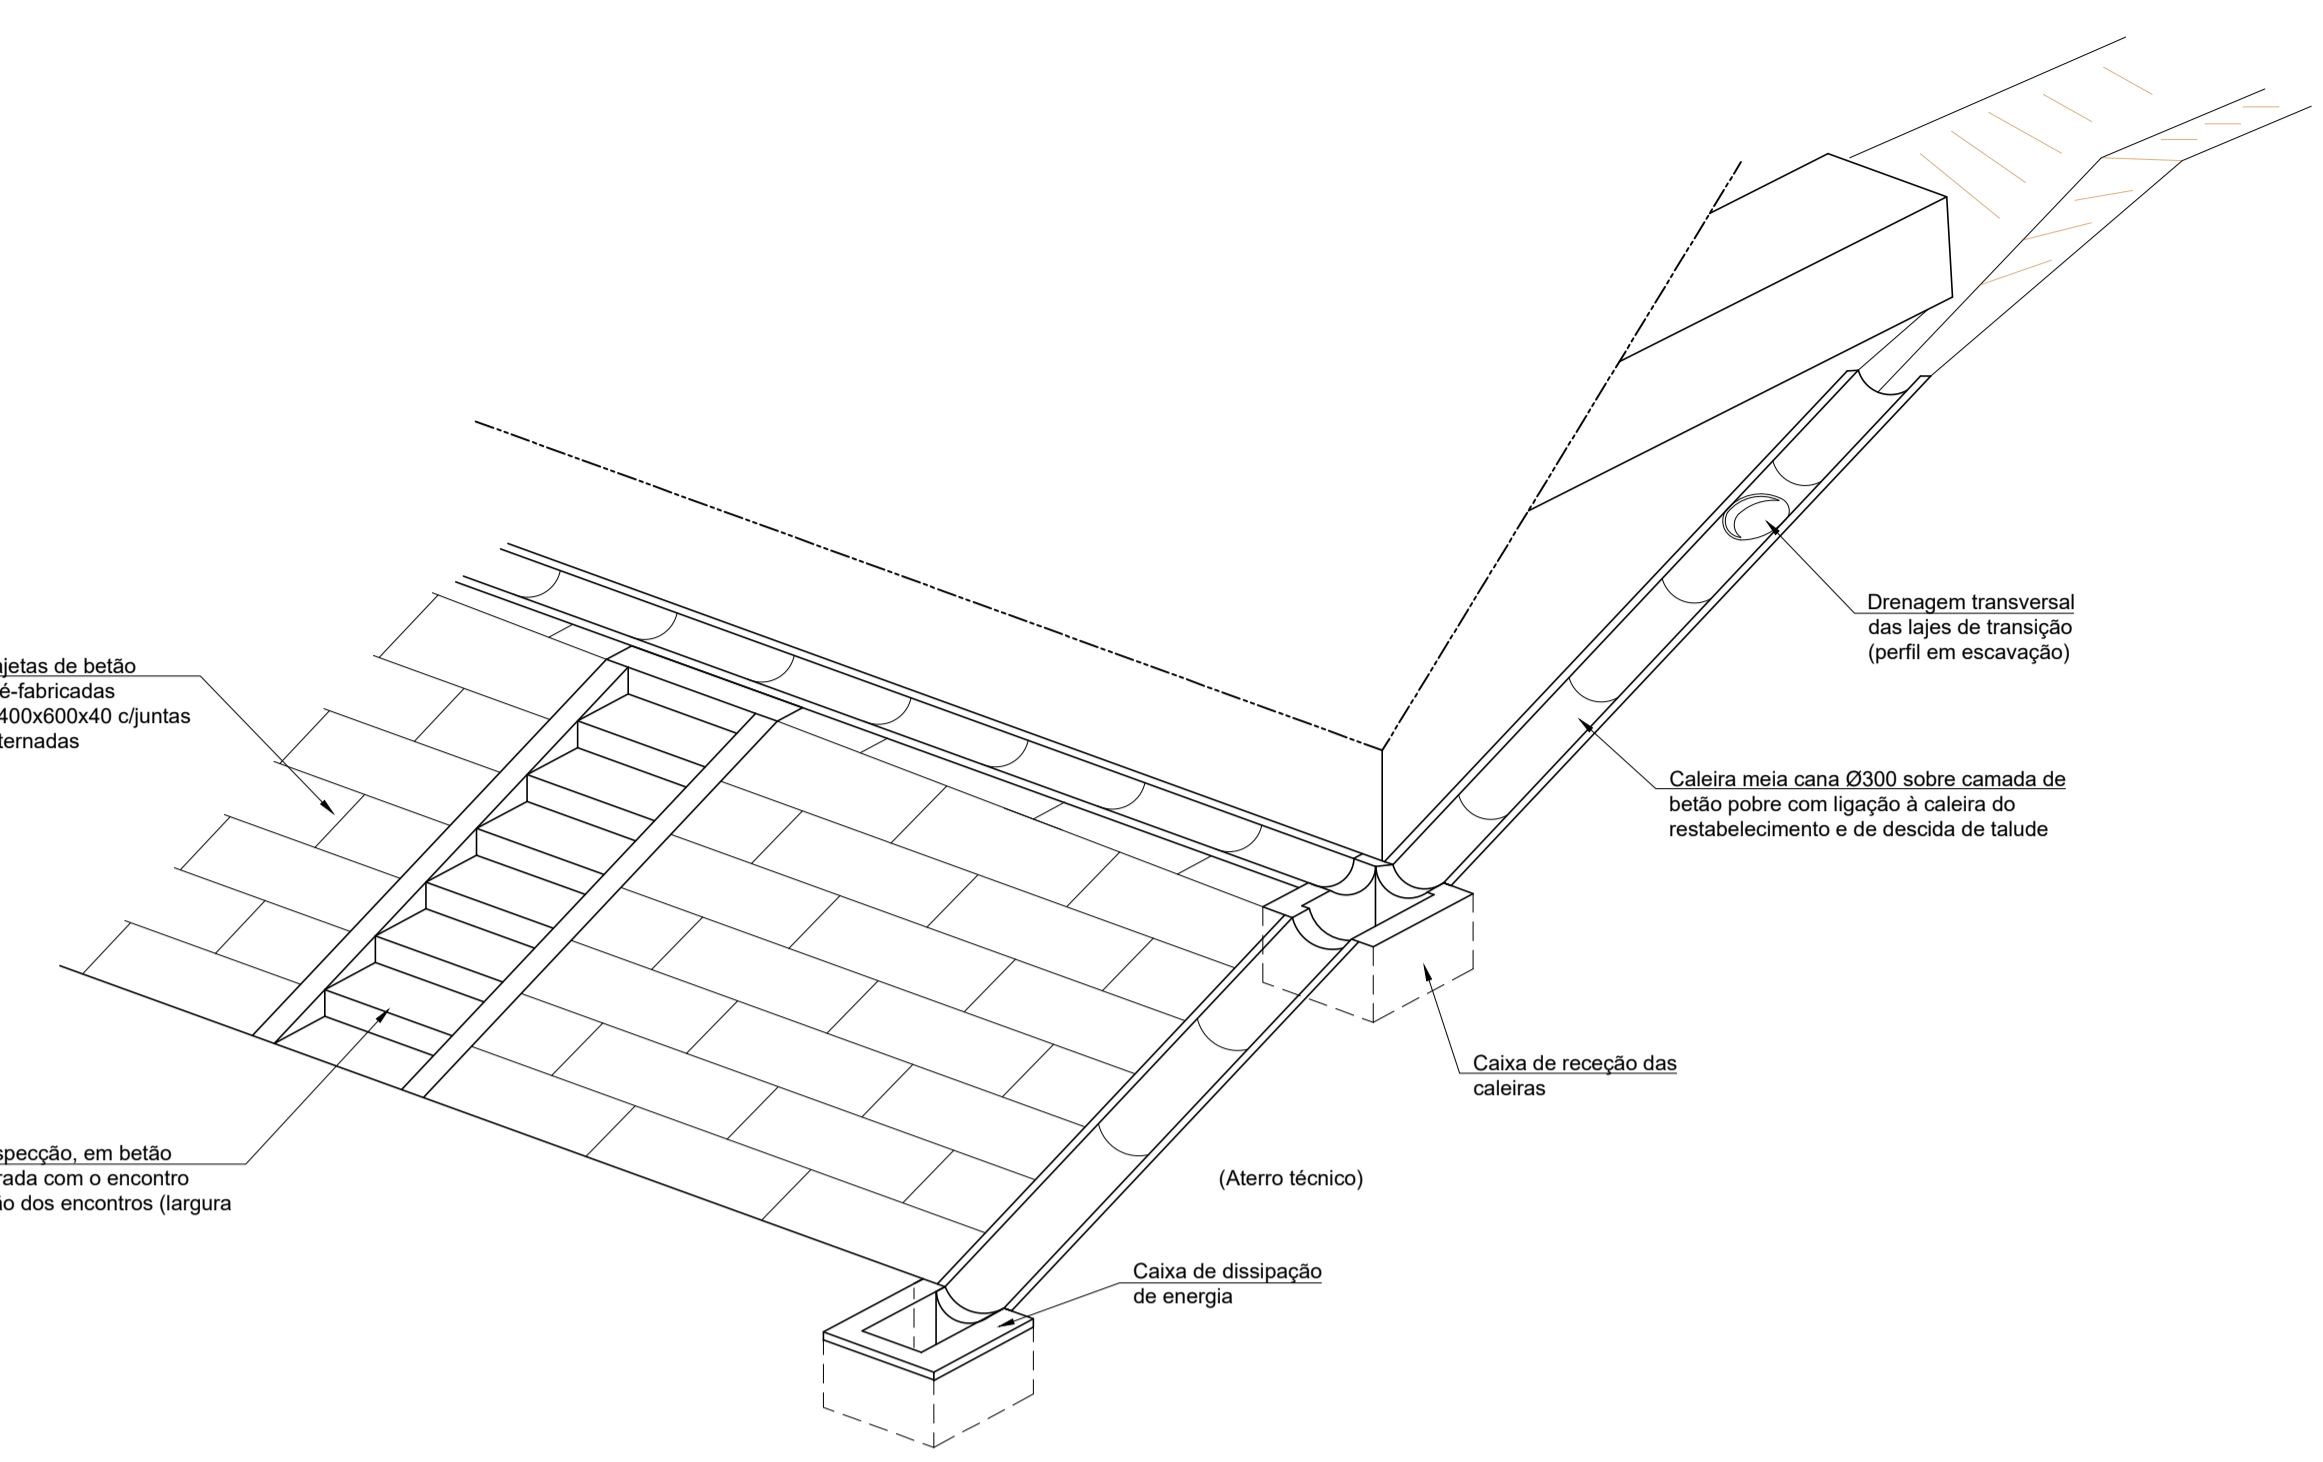 Drenagem transversal
das lajes de transição
(perfil em escavação)
ajetas de betão
é-fabricadas
400x600x40 c/juntas
ternadas
Caleira meia cana Ø300 sobre camada de
betão pobre com ligação à caleira do
restabelecimento e de descida de talude
Caixa de receção das
caleiras
specção, em betão
rada com o encontro
ão dos encontros (largura
(Aterro técnico)
Caixa de dissipação
de energia